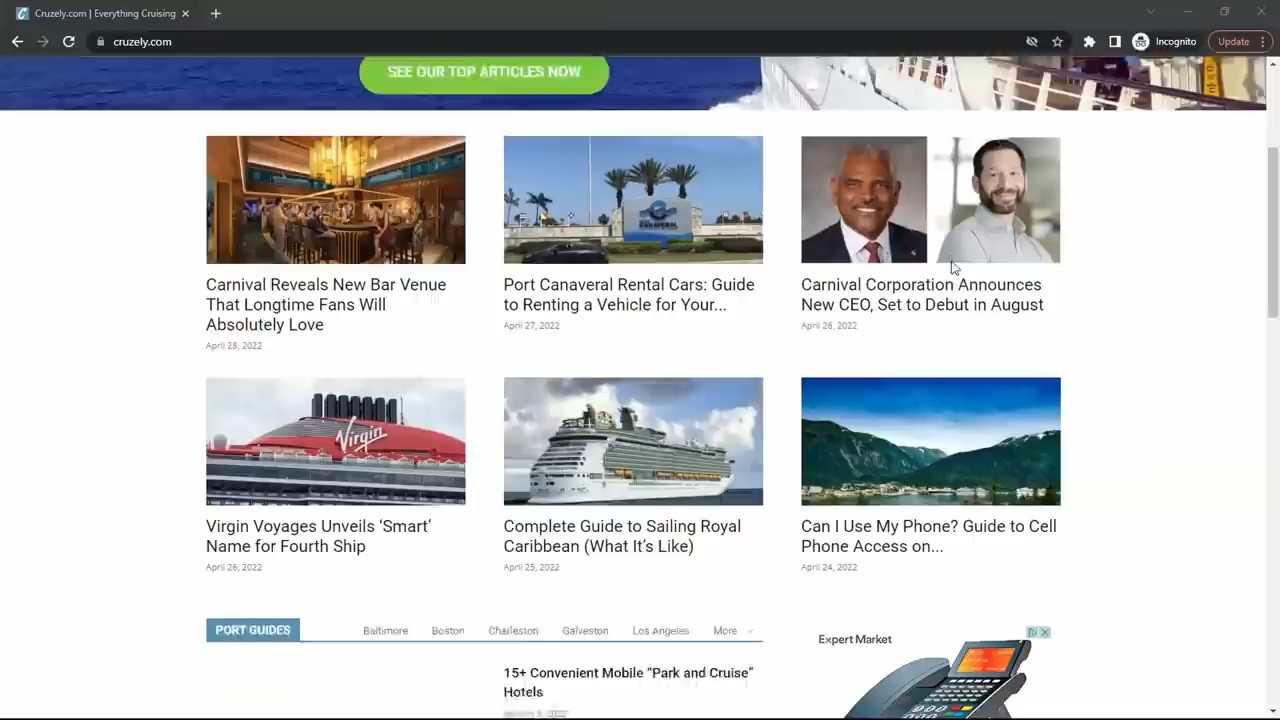 Cruzely.com | Everything Cruising
cruzely.com
Incognito
Update
SEE OUR TOP ARTICLES NOW
CANAVERAL
Carnival Reveals New Bar Venue
That Longtime Fans Will
Absolutely Love
April 28, 2022
Port Canaveral Rental Cars: Guide
to Renting a Vehicle for Your...
April 27, 2022
Carnival Corporation Announces
New CEO, Set to Debut in August
April 26, 2022
Virgin
Virgin Voyages Unveils ‘Smart’
Name for Fourth Ship
April 26, 2022
Complete Guide to Sailing Royal
Caribbean (What It’s Like)
April 25, 2022
Can I Use My Phone? Guide to Cell
Phone Access on...
April 24, 2022
PORT GUIDES
Baltimore
Boston
Charleston
Galveston
Los Angeles
More
Expert Market
15+ Convenient Mobile “Park and Cruise”
Hotels